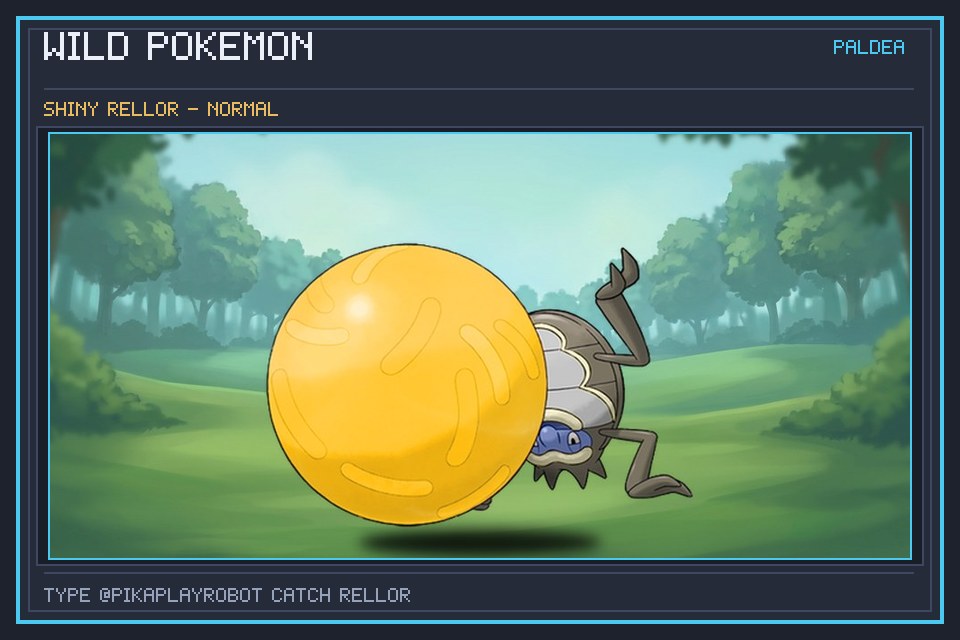 WILD POKEMON
PALDEA
SHINY RELLOR - NORMAL
TYPE @PIKAPLAYROBOT CATCH RELLOR